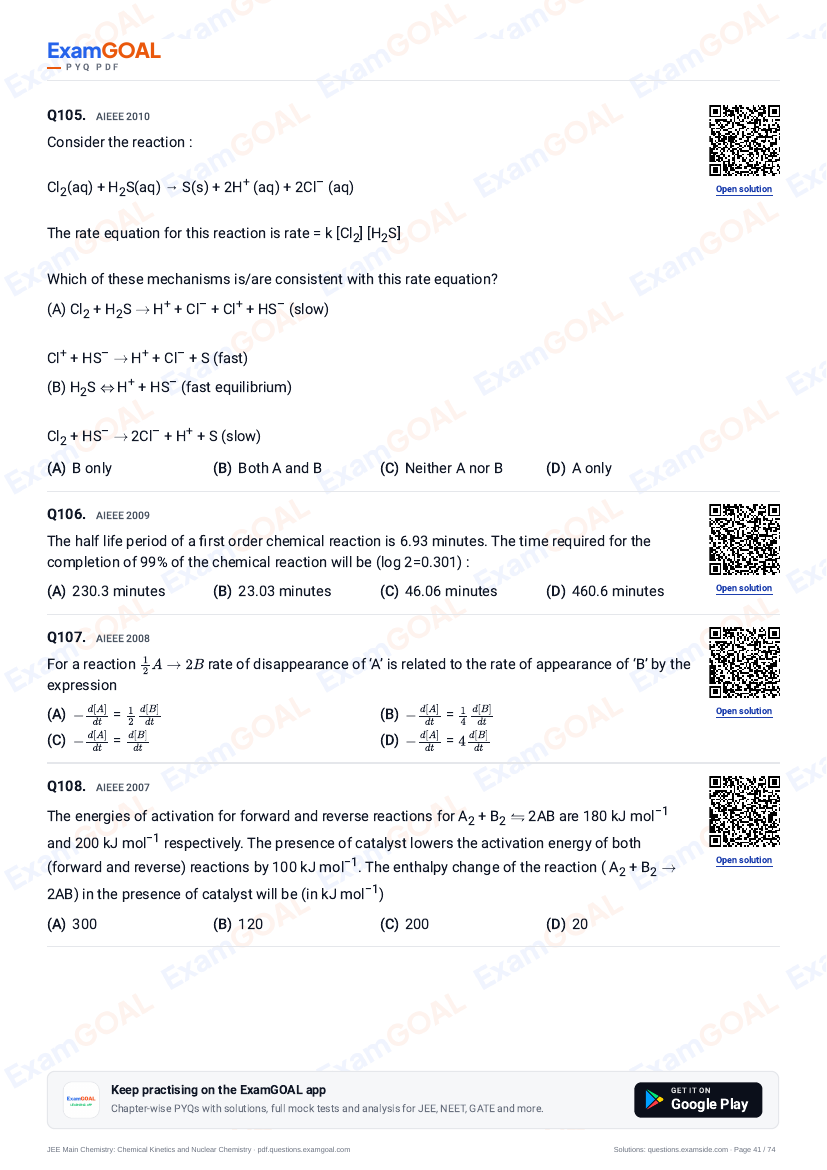 ExamGOAL
PYQ PDF
Q105. AIEEE 2010
Consider the reaction :
Cl₂(aq) + H₂S(aq) → S(s) + 2H⁺ (aq) + 2Cl⁻ (aq)
The rate equation for this reaction is rate = k [Cl₂] [H₂S]
Which of these mechanisms is/are consistent with this rate equation?
(A) Cl₂ + H₂S → H⁺ + Cl⁻ + Cl⁺ + HS⁻ (slow)
Cl⁺ + HS⁻ → H⁺ + Cl⁻ + S (fast)
(B) H₂S ⇔ H⁺ + HS⁻ (fast equilibrium)
Cl₂ + HS⁻ → 2Cl⁻ + H⁺ + S (slow)
(A) B only (B) Both A and B (C) Neither A nor B (D) A only
Open solution
Q106. AIEEE 2009
The half life period of a first order chemical reaction is 6.93 minutes. The time required for the
completion of 99% of the chemical reaction will be (log 2=0.301) :
(A) 230.3 minutes (B) 23.03 minutes (C) 46.06 minutes (D) 460.6 minutes
Open solution
Q107. AIEEE 2008
For a reaction ½A → 2B rate of disappearance of 'A' is related to the rate of appearance of 'B' by the
expression
(A) −d[A]/dt = 1/2 d[B]/dt (B) −d[A]/dt = 1/4 d[B]/dt
(C) −d[A]/dt = d[B]/dt (D) −d[A]/dt = 4 d[B]/dt
Open solution
Q108. AIEEE 2007
The energies of activation for forward and reverse reactions for A₂ + B₂ ⇋ 2AB are 180 kJ mol⁻¹
and 200 kJ mol⁻¹ respectively. The presence of catalyst lowers the activation energy of both
(forward and reverse) reactions by 100 kJ mol⁻¹. The enthalpy change of the reaction ( A₂ + B₂ →
2AB) in the presence of catalyst will be (in kJ mol⁻¹)
(A) 300 (B) 120 (C) 200 (D) 20
Open solution
Keep practising on the ExamGOAL app
Chapter-wise PYQs with solutions, full mock tests and analysis for JEE, NEET, GATE and more.
GET IT ON
Google Play
JEE Main Chemistry: Chemical Kinetics and Nuclear Chemistry · pdf.questions.examgoal.com
Solutions: questions.examside.com · Page 41 / 74